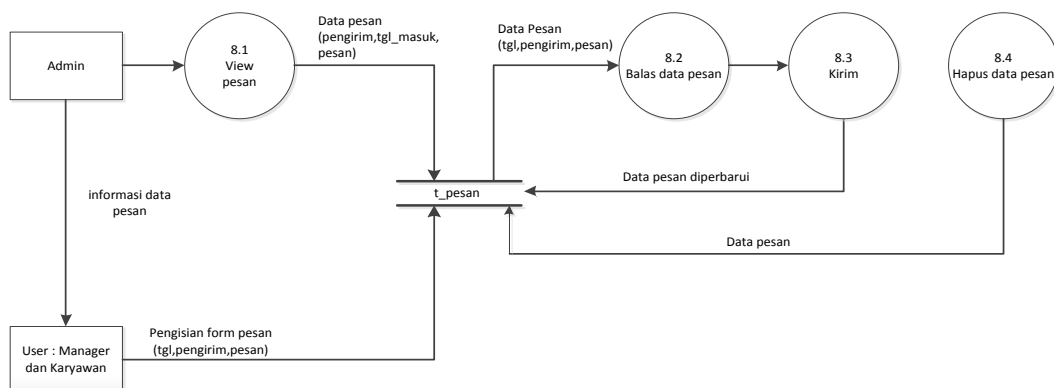 Admin
8.1
View
pesan
Data pesan
(pengirim,tgl_masuk,
pesan)
Data Pesan
(tgl,pengirim,pesan)
8.2
Balas data pesan
8.3
Kirim
8.4
Hapus data pesan
Data pesan diperbarui
t_pesan
informasi data
pesan
Data pesan
Pengisian form pesan
(tgl,pengirim,pesan)
User : Manager
dan Karyawan